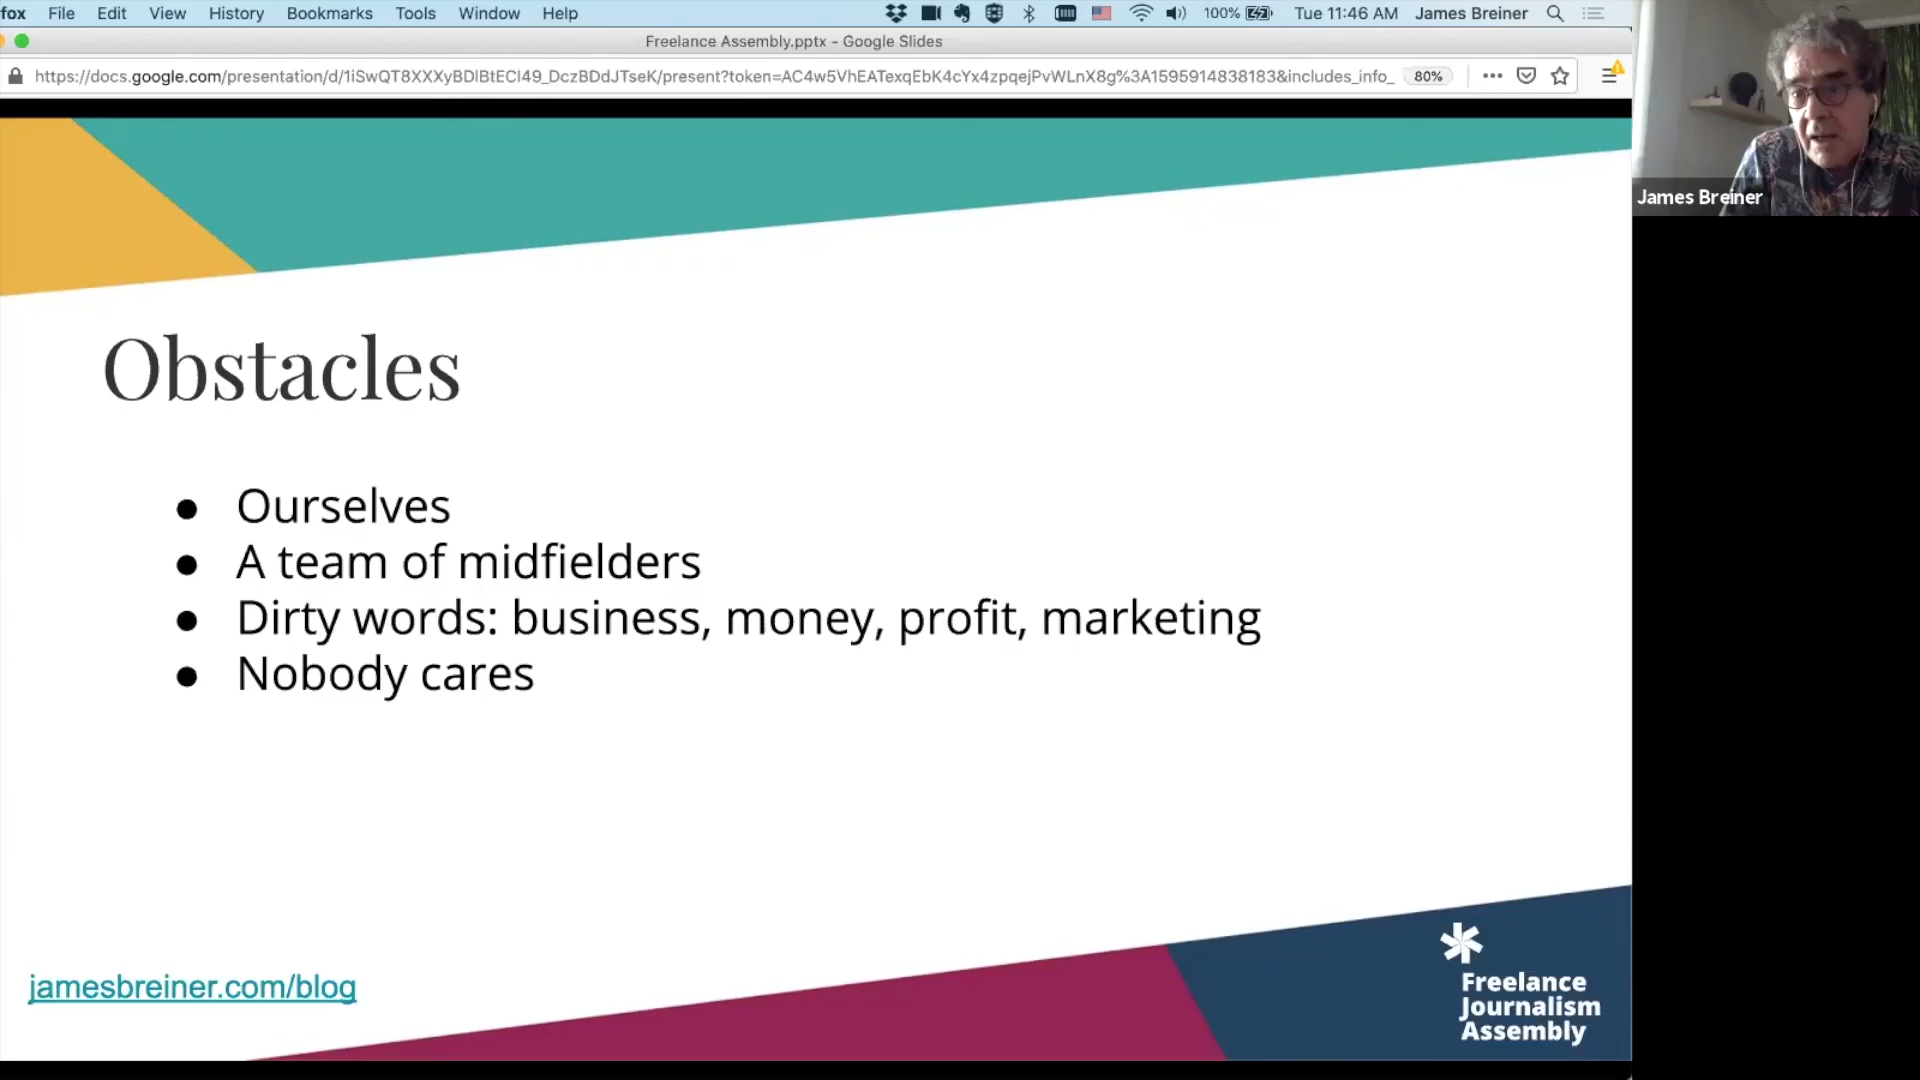 fox File Edit View History Bookmarks Tools Window Help 100% Tue 11:46 AM James Breiner
Freelance Assembly.pptx - Google Slides
https://docs.google.com/presentation/d/1iSwQT8XXXyBDlBtECl49_DczBDdJTseK/present?token=AC4w5VhEATexqEbK4cYx4zpqejPvWLnX8g%3A1595914838183&includes_info_ 80%
James Breiner
Obstacles
● Ourselves
● A team of midfielders
● Dirty words: business, money, profit, marketing
● Nobody cares
jamesbreiner.com/blog
Freelance
Journalism
Assembly